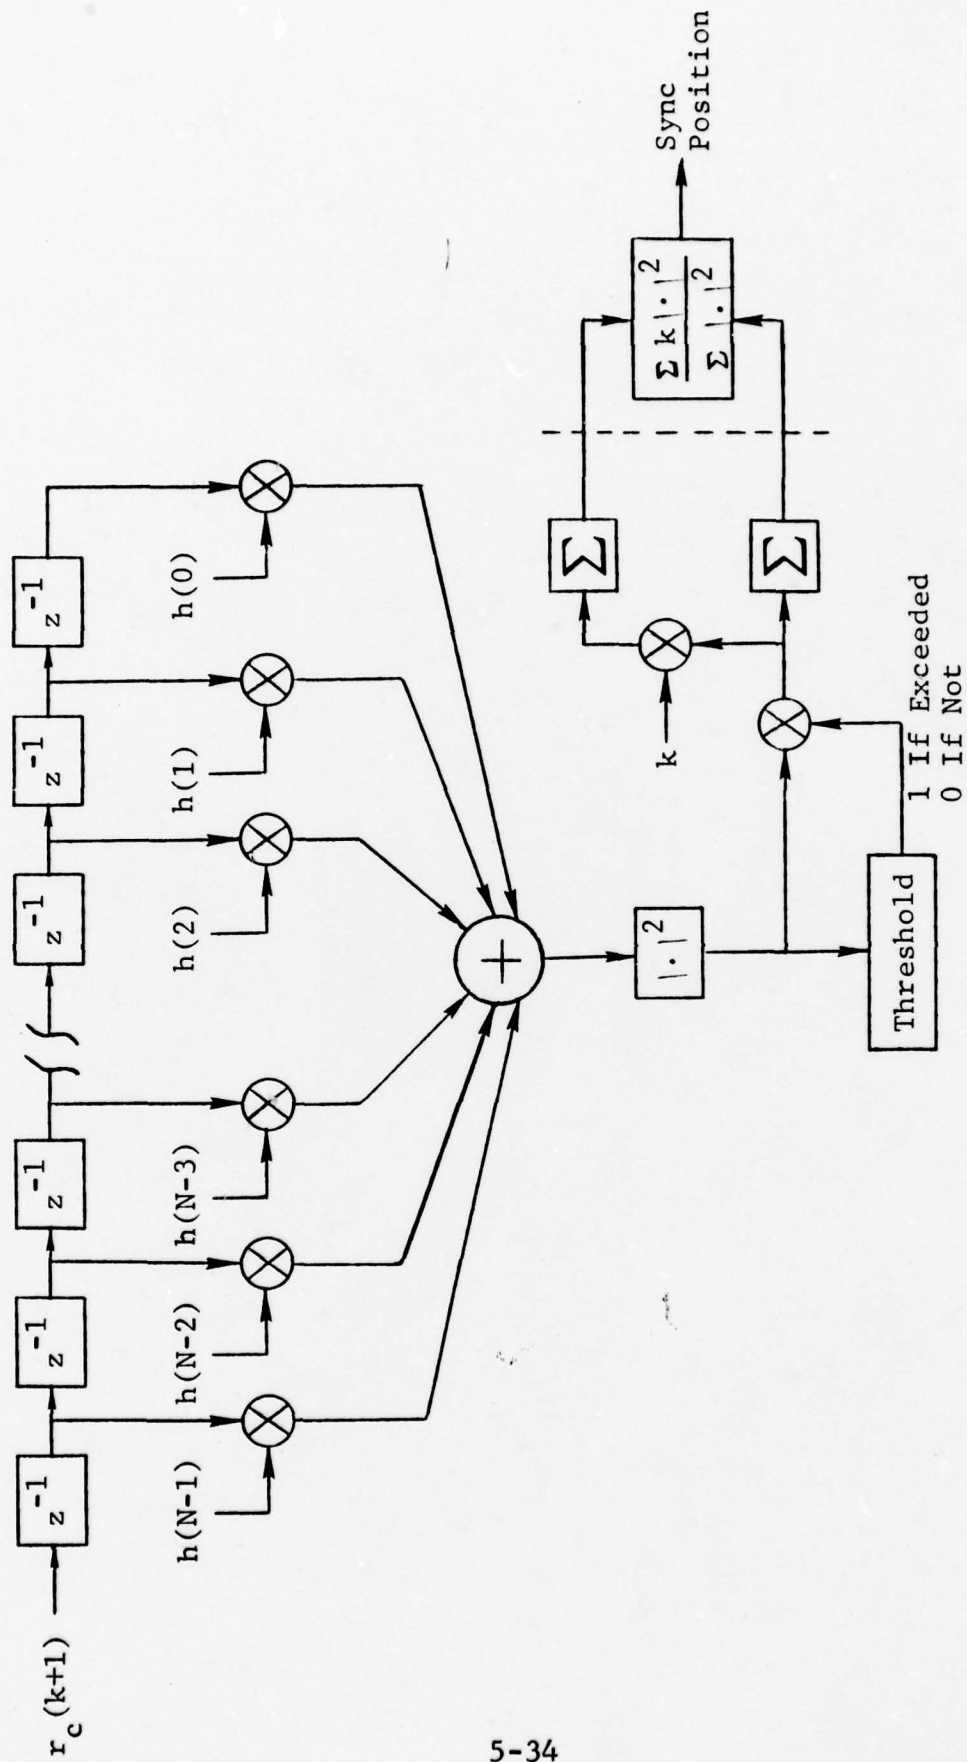 r_c(k+1)
z^-1
z^-1
z^-1
z^-1
z^-1
z^-1
h(N-1)
h(N-2)
h(N-3)
h(2)
h(1)
h(0)
+
|·|^2
Threshold
1 If Exceeded
0 If Not
k
Σ
Σ
Σ k|·|^2
Σ |·|^2
Sync
Position
5-34